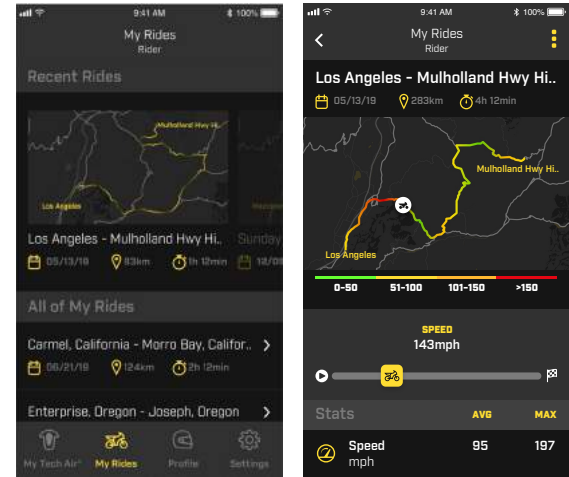 9:41 AM
100%
My Rides
Rider
Recent Rides
Mulholland Hwy Hi..
Los Angeles
Los Angeles - Mulholland Hwy Hi..
Sunday
05/13/19
83km
1h 12min
All of My Rides
Carmel, California - Morro Bay, Califor..
06/21/19
124km
2h 12min
Enterprise, Oregon - Joseph, Oregon
My Tech Air®
My Rides
Profile
Settings
9:41 AM
100%
My Rides
Rider
Los Angeles - Mulholland Hwy Hi..
05/13/19
283km
4h 12min
Mulholland Hwy Hi..
Los Angeles
0-50
51-100
101-150
>150
SPEED
143mph
Stats
AVG
MAX
Speed
95
197
mph